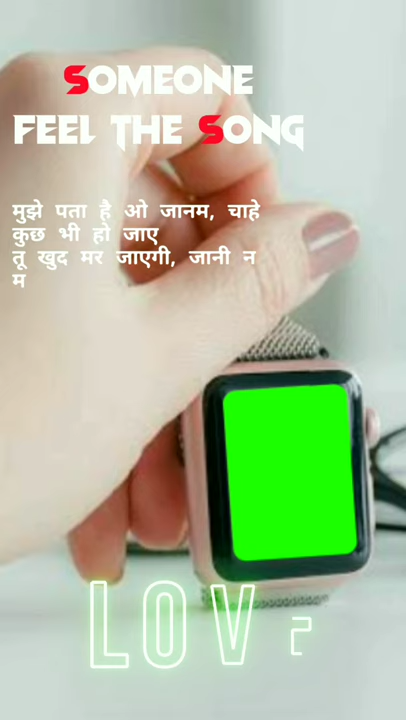 SOMEONE
FEEL THE SONG
मुझे पता है ओ जानम, चाहे
कुछ भी हो जाए
तू खुद मर जाएगी, जानी न
म
LOV